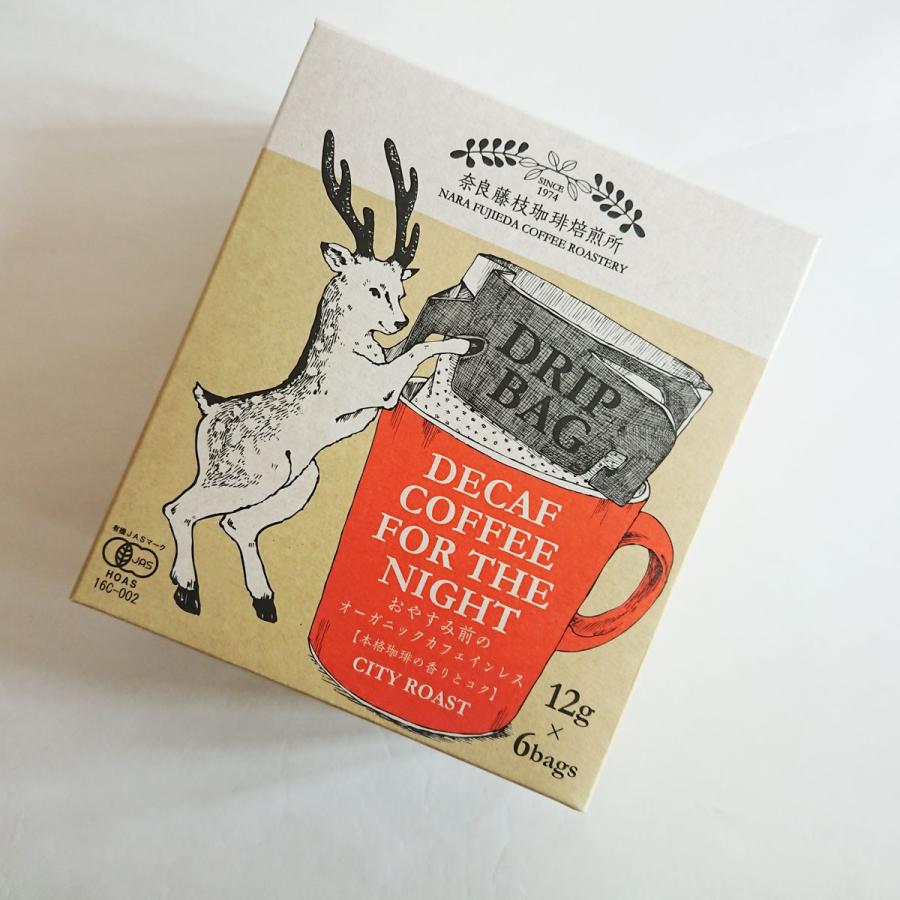 SINCE
1974
奈良藤枝珈琲焙煎所
NARA FUJIEDA COFFEE ROASTERY
DRIP
BAG
DECAF
COFFEE
FOR THE
NIGHT
おやすみ前の
オーガニックカフェインレス
【本格珈琲の香りとコク】
CITY ROAST
有機JASマーク
JAS
HOAS
16C-002
12g
×
6bags